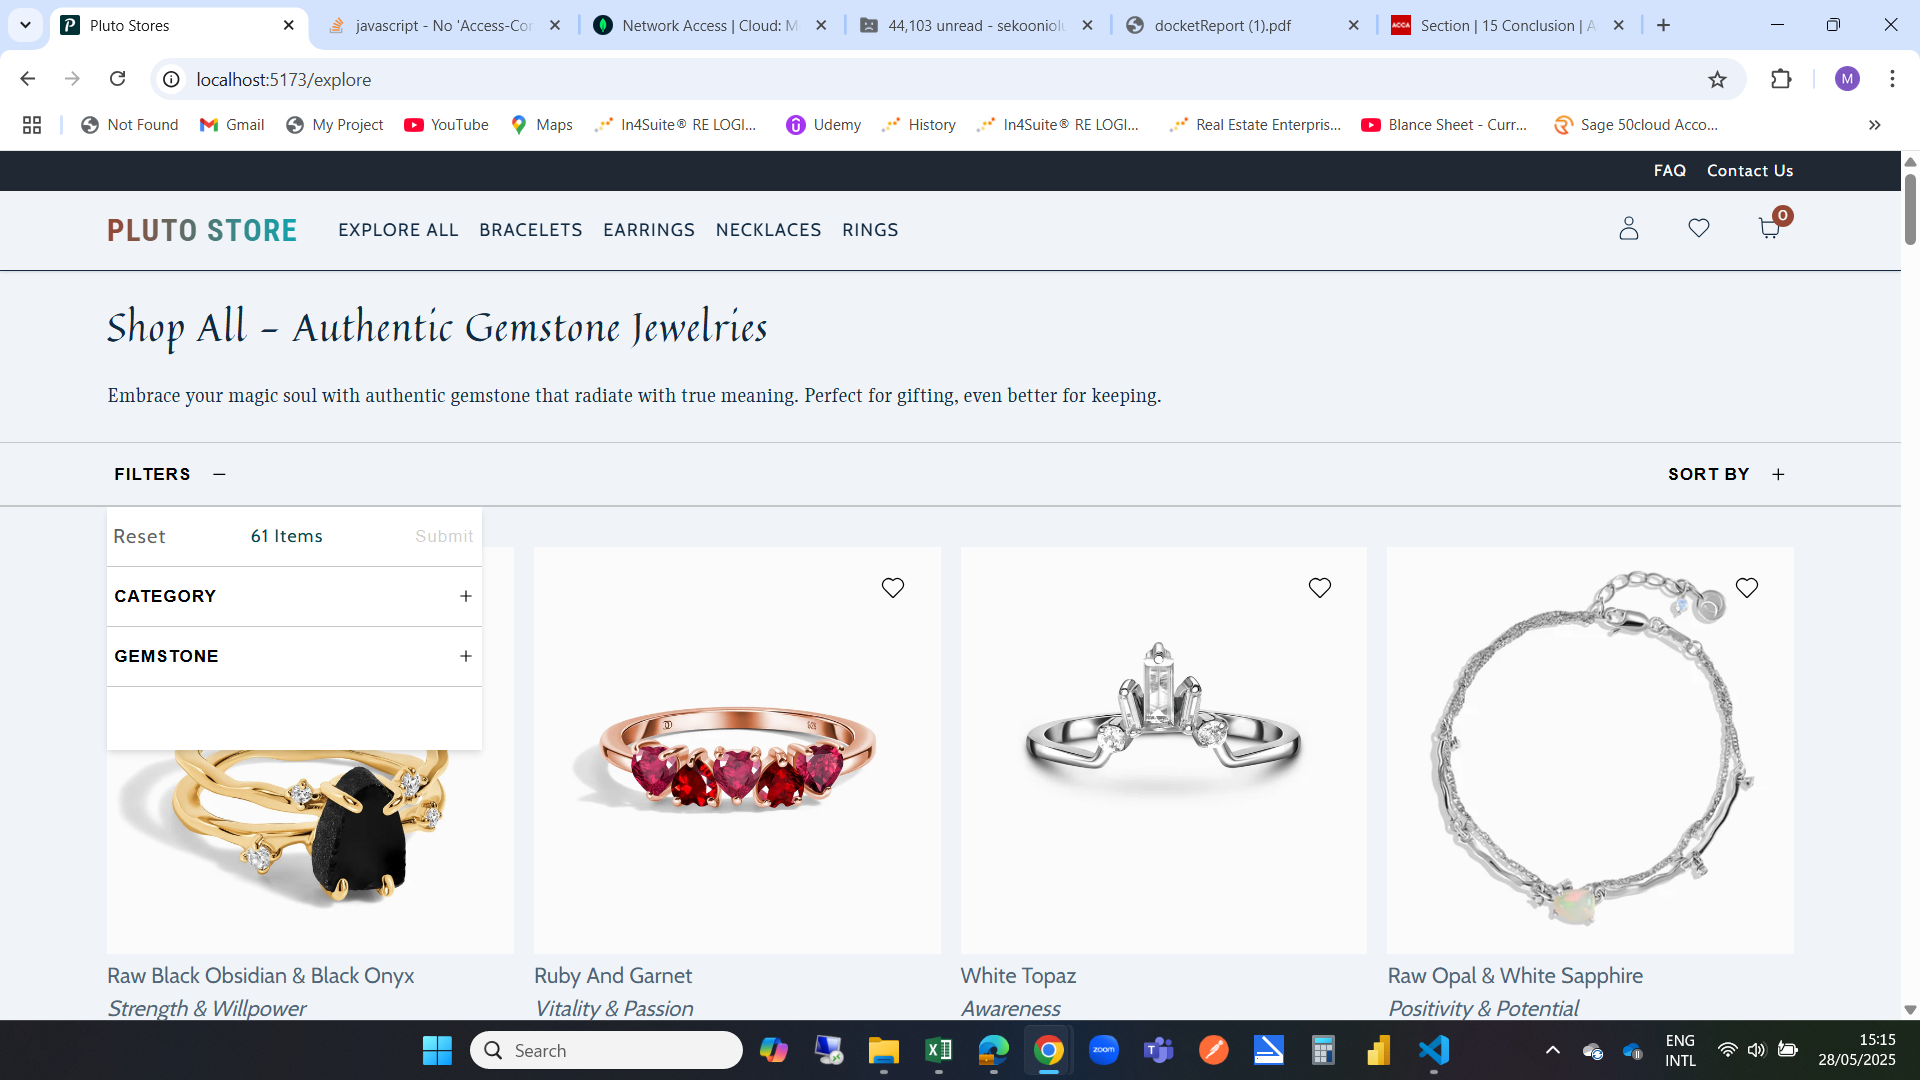 Pluto Stores
javascript - No 'Access-Cor
Network Access | Cloud: M
44,103 unread - sekooniolu
docketReport (1).pdf
Section | 15 Conclusion | A
localhost:5173/explore
M
Not Found
Gmail
My Project
YouTube
Maps
In4Suite® RE LOGI...
Udemy
History
In4Suite® RE LOGI...
Real Estate Enterpris...
Blance Sheet - Curr...
Sage 50cloud Acco...
FAQ
Contact Us
PLUTO STORE
EXPLORE ALL
BRACELETS
EARRINGS
NECKLACES
RINGS
0
Shop All – Authentic Gemstone Jewelries
Embrace your magic soul with authentic gemstone that radiate with true meaning. Perfect for gifting, even better for keeping.
FILTERS
SORT BY
Reset
61 Items
Submit
CATEGORY
GEMSTONE
Raw Black Obsidian & Black Onyx
Strength & Willpower
Ruby And Garnet
Vitality & Passion
White Topaz
Awareness
Raw Opal & White Sapphire
Positivity & Potential
Search
zoom
ENG
INTL
15:15
28/05/2025